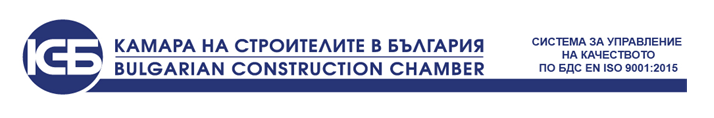 КСБ
КАМАРА НА СТРОИТЕЛИТЕ В БЪЛГАРИЯ
BULGARIAN CONSTRUCTION CHAMBER
СИСТЕМА ЗА УПРАВЛЕНИЕ
НА КАЧЕСТВОТО
ПО БДС EN ISO 9001:2015